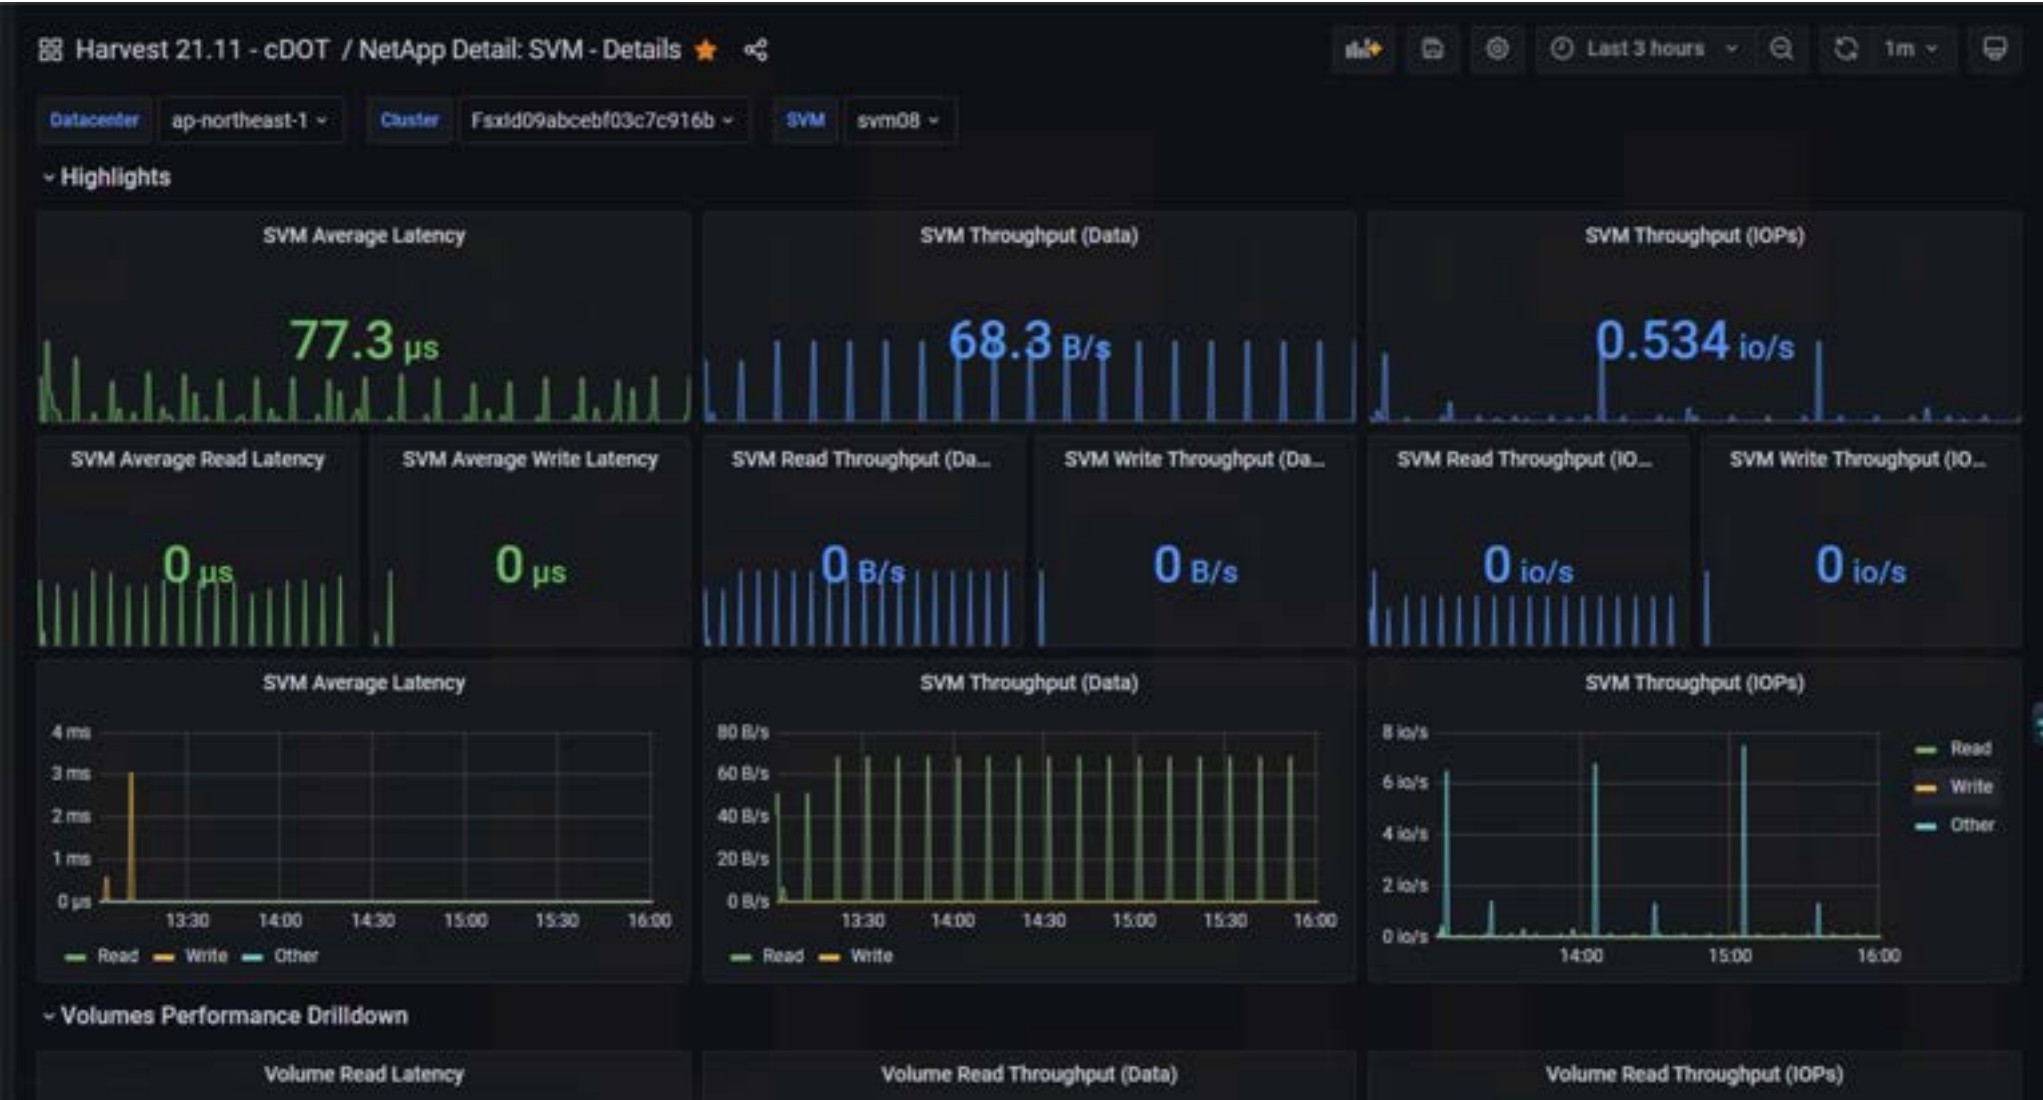 Harvest 21.11 - cDOT / NetApp Detail: SVM - Details
Last 3 hours
1m
Datacenter ap-northeast-1 Cluster FsxId09abcebf03c7c916b SVM svm08
Highlights
SVM Average Latency
77.3 µs
SVM Throughput (Data)
68.3 B/s
SVM Throughput (IOPs)
0.534 io/s
SVM Average Read Latency
0 µs
SVM Average Write Latency
0 µs
SVM Read Throughput (Da...
0 B/s
SVM Write Throughput (Da...
0 B/s
SVM Read Throughput (IO...
0 io/s
SVM Write Throughput (IO...
0 io/s
SVM Average Latency
4 ms
3 ms
2 ms
1 ms
0 µs
13:30 14:00 14:30 15:00 15:30 16:00
Read Write Other
SVM Throughput (Data)
80 B/s
60 B/s
40 B/s
20 B/s
0 B/s
13:30 14:00 14:30 15:00 15:30 16:00
Read Write
SVM Throughput (IOPs)
8 io/s
6 io/s
4 io/s
2 io/s
0 io/s
14:00 15:00 16:00
Read
Write
Other
Volumes Performance Drilldown
Volume Read Latency
Volume Read Throughput (Data)
Volume Read Throughput (IOPs)